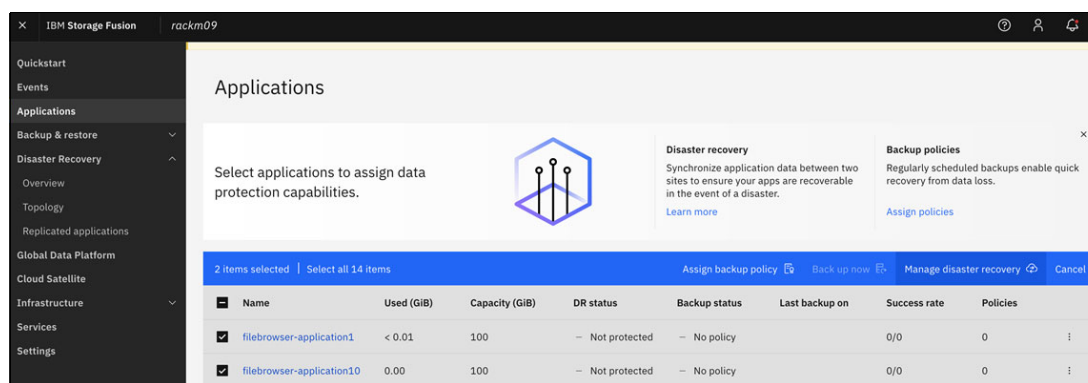 IBM Storage Fusion
rackm09
Quickstart
Events
Applications
Backup & restore
Disaster Recovery
Overview
Topology
Replicated applications
Global Data Platform
Cloud Satellite
Infrastructure
Services
Settings
Applications
Select applications to assign data
protection capabilities.
Disaster recovery
Synchronize application data between two
sites to ensure your apps are recoverable
in the event of a disaster.
Learn more
Backup policies
Regularly scheduled backups enable quick
recovery from data loss.
Assign policies
2 items selected | Select all 14 items Assign backup policy Back up now Manage disaster recovery Cancel
Name Used (GiB) Capacity (GiB) DR status Backup status Last backup on Success rate Policies
filebrowser-application1 < 0.01 100 – Not protected – No policy 0/0 0
filebrowser-application10 0.00 100 – Not protected – No policy 0/0 0